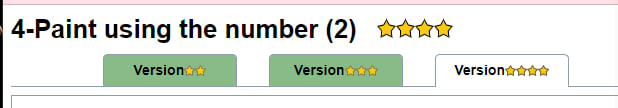 4-Paint using the number (2)
Version Version Version